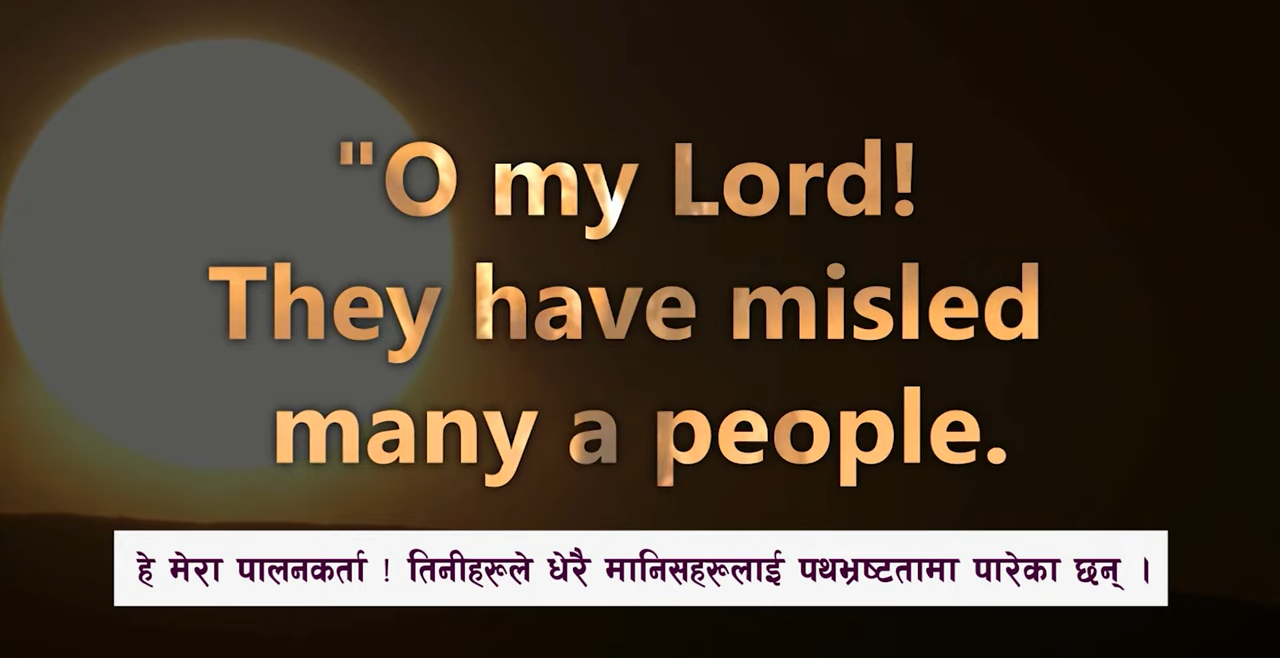 "O my Lord!
They have misled
many a people.
हे मेरा पालनकर्ता ! तिनीहरूले धेरै मानिसहरूलाई पथभ्रष्टतामा पारेका छन् ।